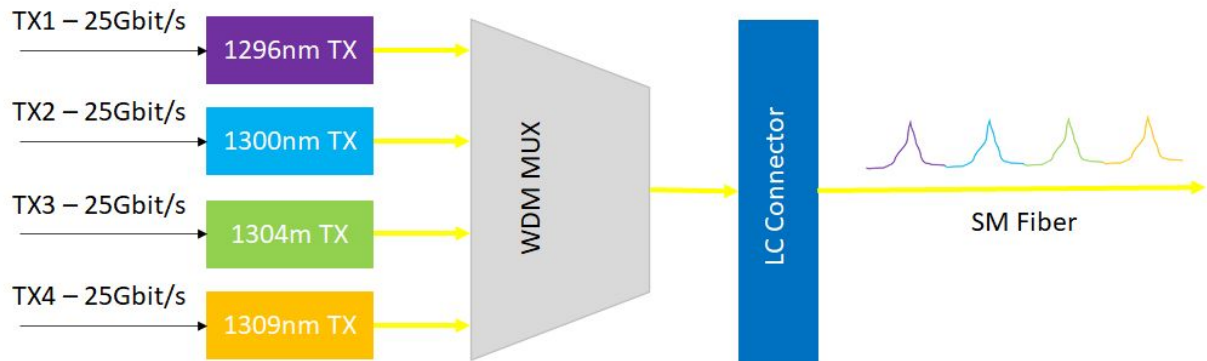 TX1 – 25Gbit/s
1296nm TX
TX2 – 25Gbit/s
1300nm TX
TX3 – 25Gbit/s
1304m TX
TX4 – 25Gbit/s
1309nm TX
WDM MUX
LC Connector
SM Fiber